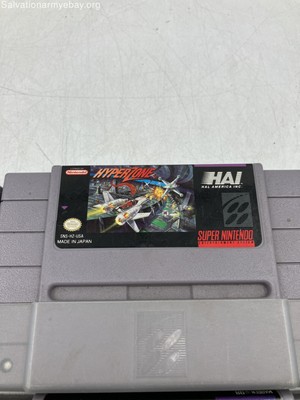 Salvationarmyebay.org
Nintendo
HYPERZONE
HAL
HAL AMERICA INC.
SNS-HZ-USA
MADE IN JAPAN
SUPER NINTENDO